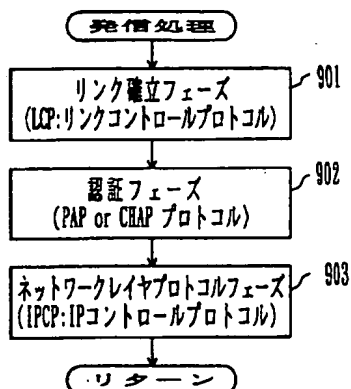 発信処理
リンク確立フェーズ
(LCP:リンクコントロールプロトコル)
901
認証フェーズ
(PAP or CHAP プロトコル)
902
ネットワークレイヤプロトコルフェーズ
(IPCP:IPコントロールプロトコル)
903
リターン